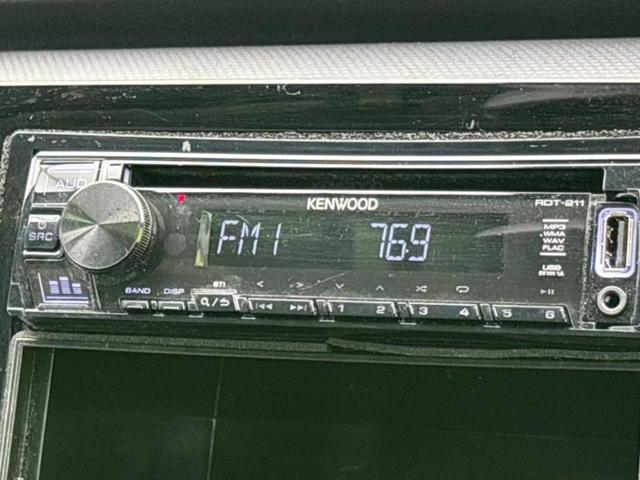 KENWOOD
RDT-211
AUD
SRC
FM1 76.9
MP3
WMA
WAV
FLAC
USB
BAND DISP
1 2 3 4 5 6